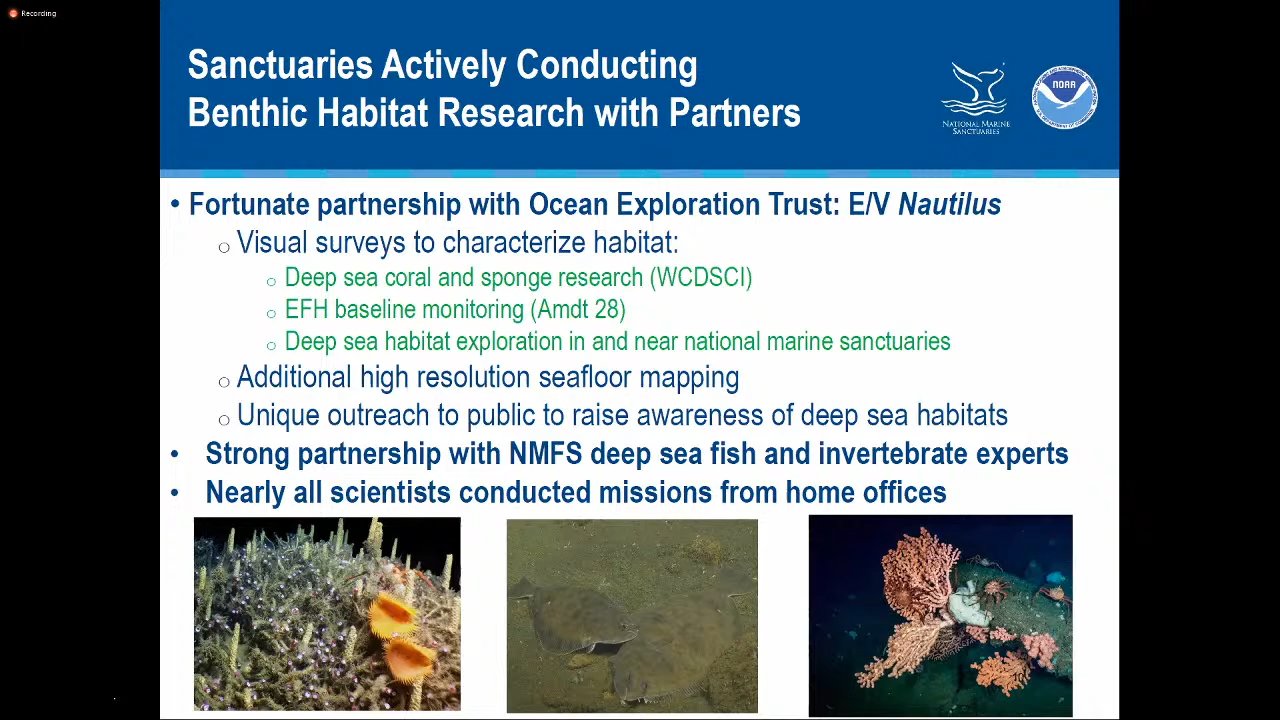 Recording
Sanctuaries Actively Conducting
Benthic Habitat Research with Partners
NATIONAL MARINE
SANCTUARIES
NOAA
• Fortunate partnership with Ocean Exploration Trust: E/V Nautilus
o Visual surveys to characterize habitat:
o Deep sea coral and sponge research (WCDSCI)
o EFH baseline monitoring (Amdt 28)
o Deep sea habitat exploration in and near national marine sanctuaries
o Additional high resolution seafloor mapping
o Unique outreach to public to raise awareness of deep sea habitats
• Strong partnership with NMFS deep sea fish and invertebrate experts
• Nearly all scientists conducted missions from home offices